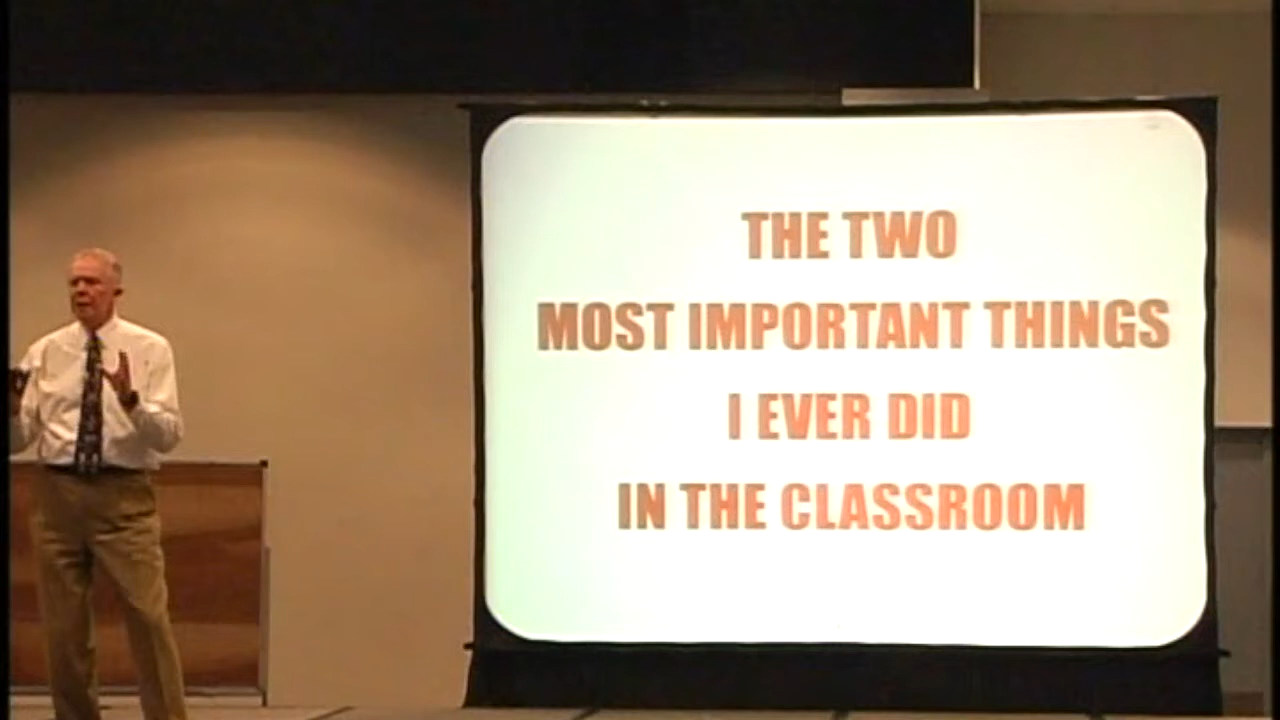 THE TWO
MOST IMPORTANT THINGS
I EVER DID
IN THE CLASSROOM